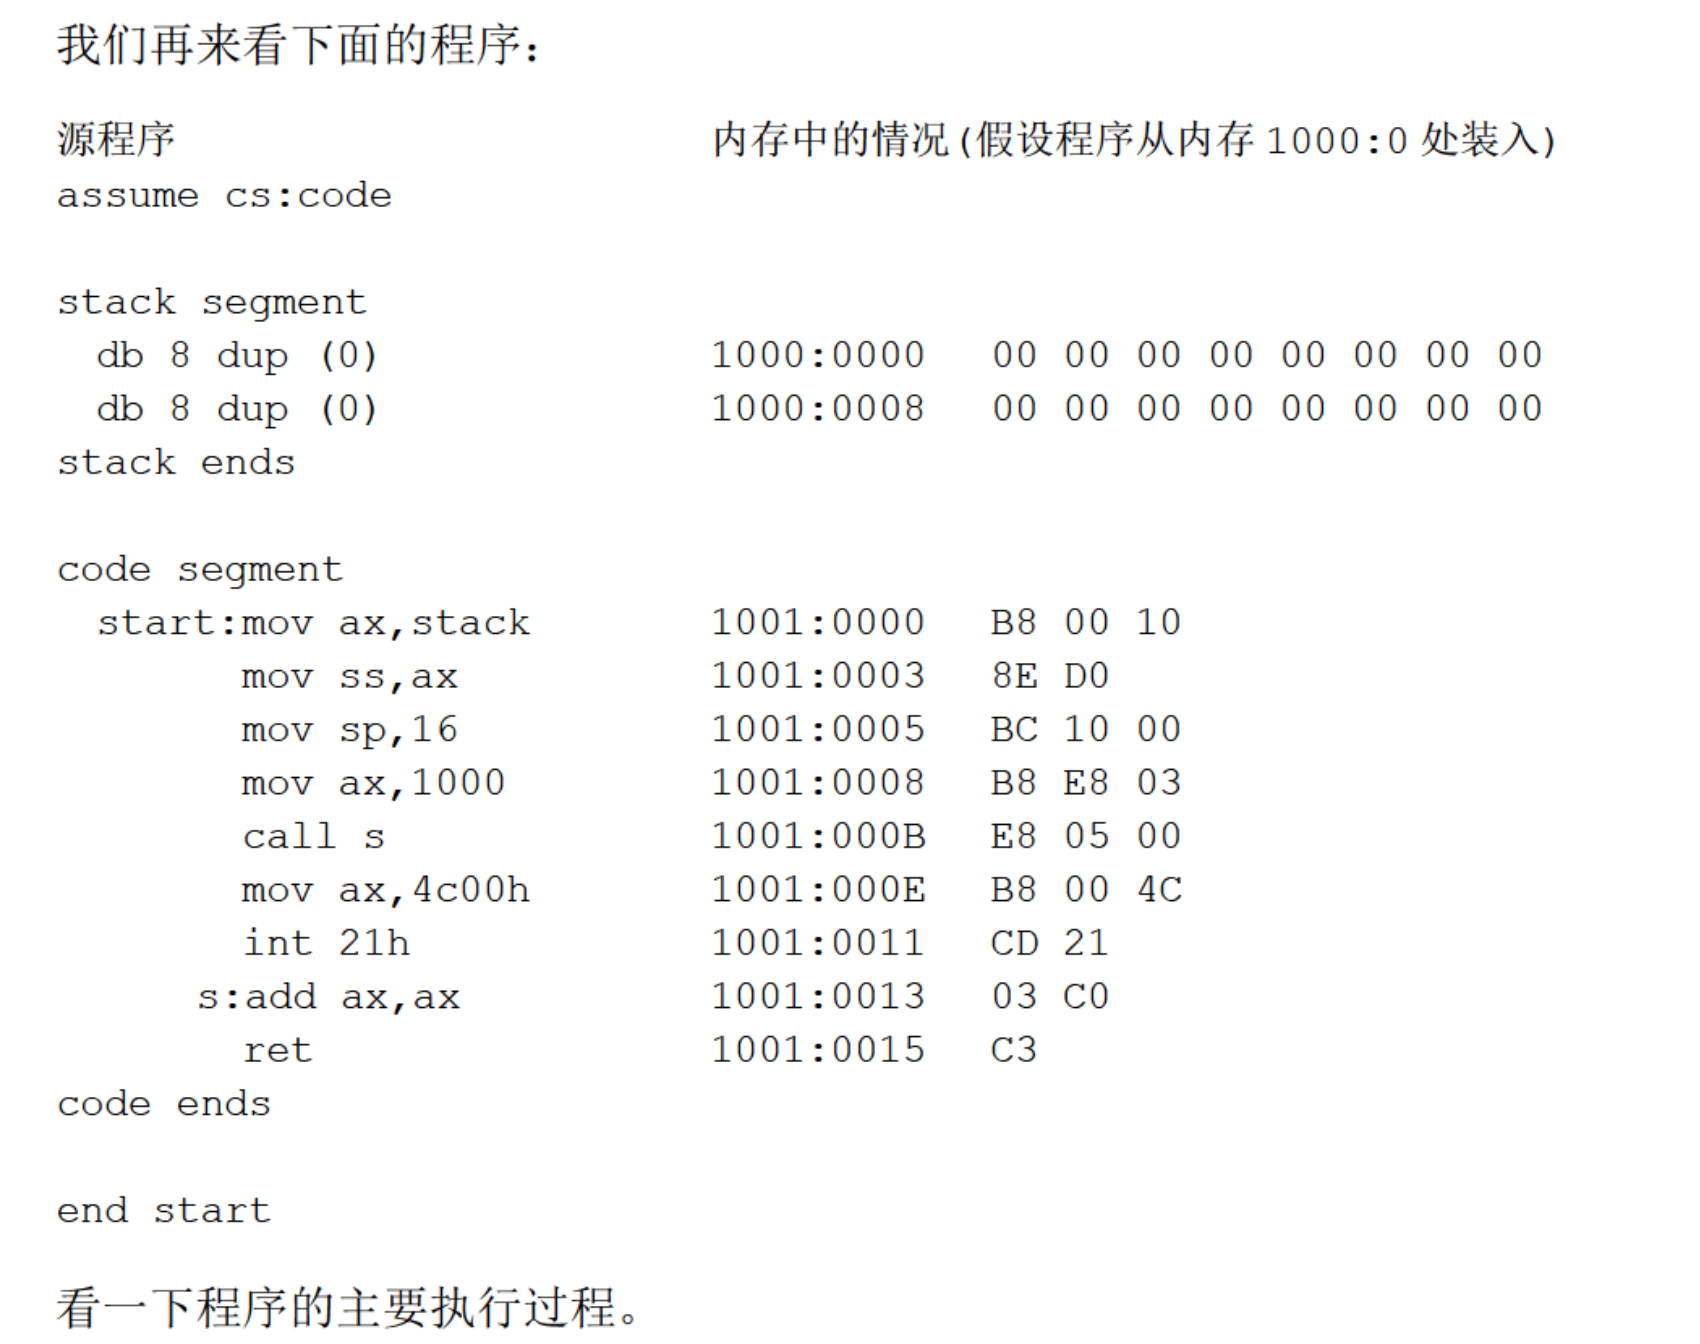 我们再来看下面的程序：
源程序 内存中的情况(假设程序从内存 1000:0 处装入)
assume cs:code
stack segment
db 8 dup (0) 1000:0000 00 00 00 00 00 00 00 00
db 8 dup (0) 1000:0008 00 00 00 00 00 00 00 00
stack ends
code segment
start:mov ax,stack 1001:0000 B8 00 10
mov ss,ax 1001:0003 8E D0
mov sp,16 1001:0005 BC 10 00
mov ax,1000 1001:0008 B8 E8 03
call s 1001:000B E8 05 00
mov ax,4c00h 1001:000E B8 00 4C
int 21h 1001:0011 CD 21
s:add ax,ax 1001:0013 03 C0
ret 1001:0015 C3
code ends
end start
看一下程序的主要执行过程。